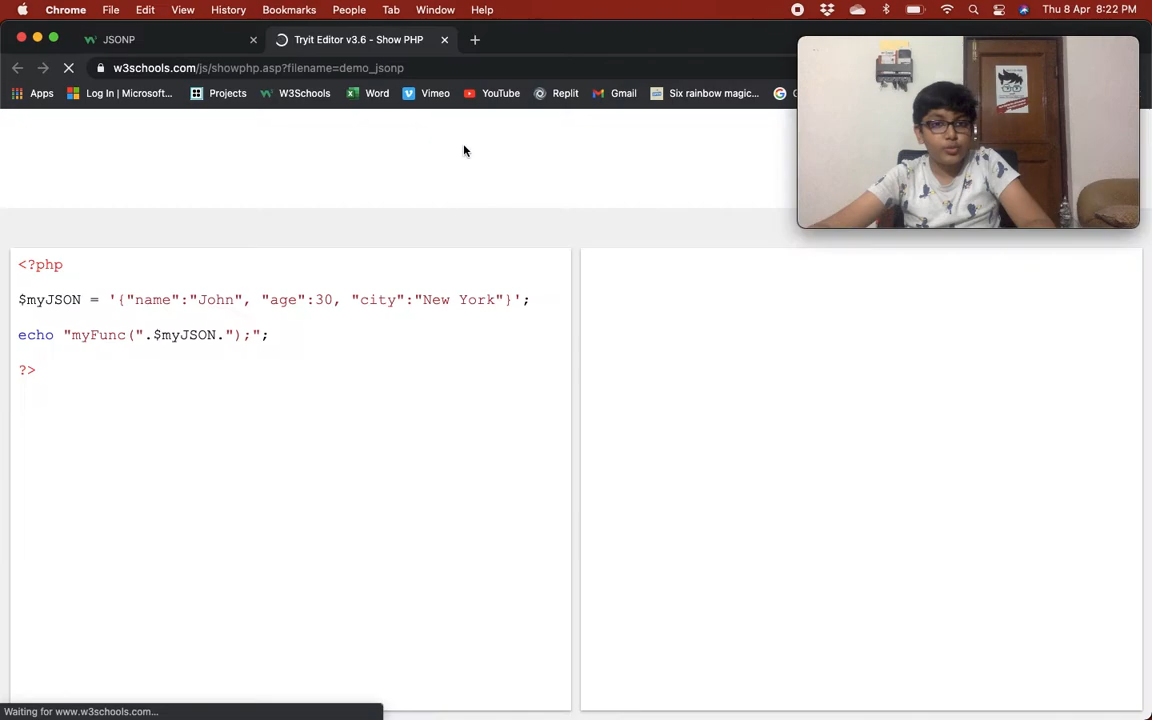 Chrome File Edit View History Bookmarks People Tab Window Help Thu 8 Apr 8:22 PM
JSONP Tryit Editor v3.6 - Show PHP
w3schools.com/js/showphp.asp?filename=demo_jsonp
Apps Log In | Microsoft... Projects W3Schools Word Vimeo YouTube Replit Gmail Six rainbow magic...
<?php
$myJSON = '{"name":"John", "age":30, "city":"New York"}';
echo "myFunc(".$myJSON.");";
?>
Waiting for www.w3schools.com...